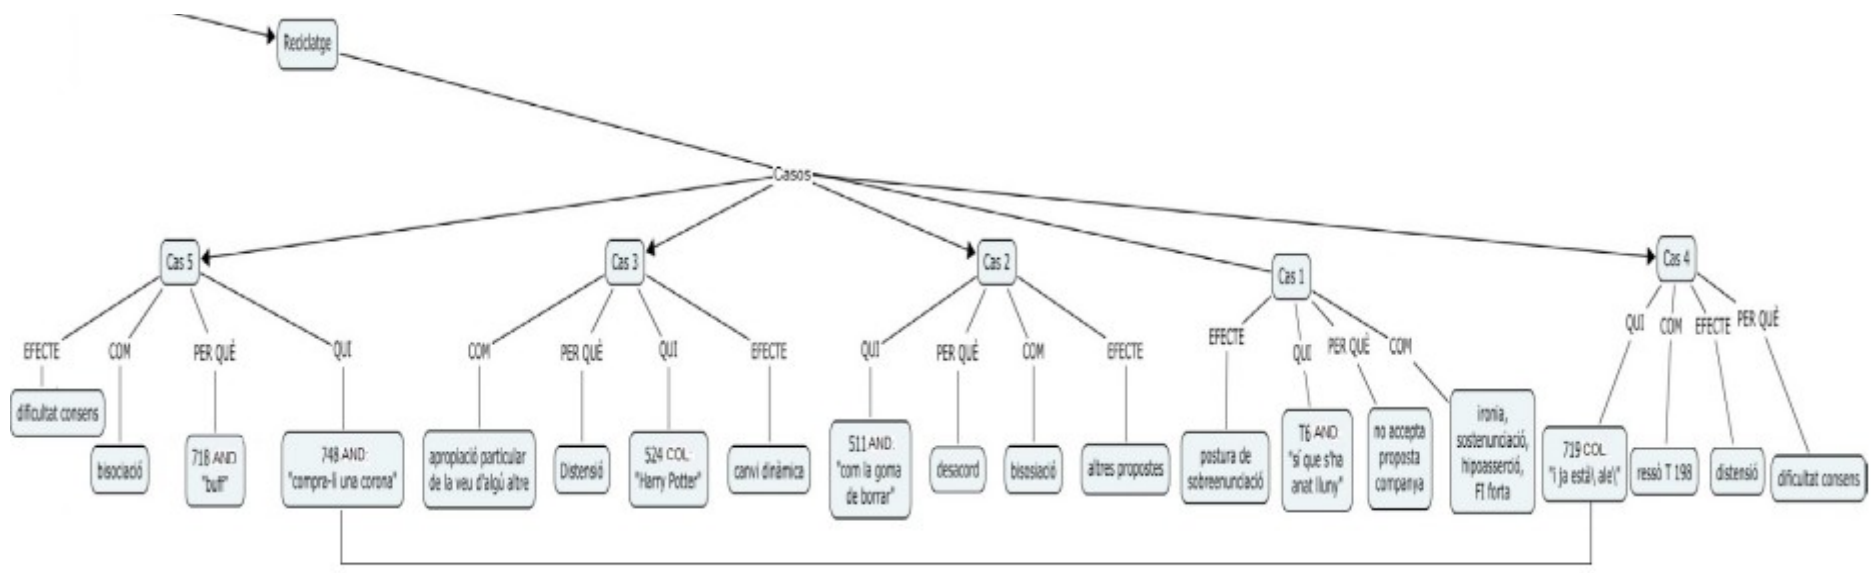 Reciclatge
Casos
Cas 5
Cas 3
Cas 2
Cas 1
Cas 4
EFECTE
COM
PER QUÈ
QUI
COM
PER QUÈ
QUI
EFECTE
QUI
PER QUÈ
COM
EFECTE
EFECTE
QUI
PER QUÈ
COM
QUI
COM
EFECTE
PER QUÈ
dificultat consens
bisociació
718 AND
"buff"
748 AND:
"compra-li una corona"
apropiació particular
de la veu d'algú altre
Distensió
524 COL:
"Harry Potter"
canvi dinàmica
511 AND:
"com la goma
de borrar"
desacord
bisosiació
altres propostes
postura de
sobreenunciació
T6 AND
"sí que s'ha
anat lluny"
no accepta
proposta
companya
ironia,
sostenunciació,
hipoasserció,
FI forta
719 COL
"i ja està\ ale\"
ressò T 198
distensió
dificultat consens